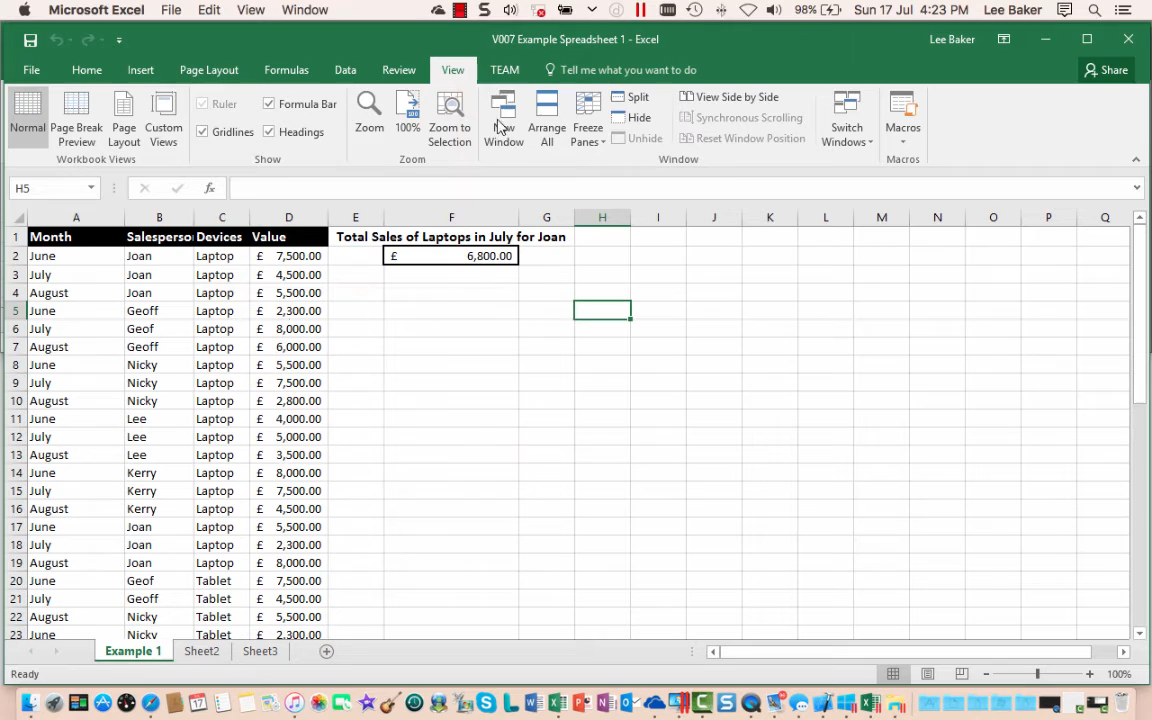 Microsoft Excel File Edit View Window 98% Sun 17 Jul 4:23 PM Lee Baker
V007 Example Spreadsheet 1 - Excel Lee Baker
File Home Insert Page Layout Formulas Data Review View TEAM Tell me what you want to do Share
Normal Page Break Preview Page Layout Custom Views
Ruler Formula Bar
Gridlines Headings
Zoom 100% Zoom to Selection
Window Arrange All Freeze Panes
Split
Hide
Unhide
View Side by Side
Synchronous Scrolling
Reset Window Position
Switch Windows Macros
Workbook Views Show Zoom Window Macros
H5 fx
A B C D E F G H I J K L M N O P Q
1 Month Devices Value Total Sales of Laptops in July for Joan
2 June Joan Laptop £ 7,500.00 £ 6,800.00
3 July Joan Laptop £ 4,500.00
4 August Joan Laptop £ 5,500.00
5 June Geoff Laptop £ 2,300.00
6 July Geof Laptop £ 8,000.00
7 August Geoff Laptop £ 6,000.00
8 June Nicky Laptop £ 5,500.00
9 July Nicky Laptop £ 7,500.00
10 August Nicky Laptop £ 2,800.00
11 June Lee Laptop £ 4,000.00
12 July Lee Laptop £ 5,000.00
13 August Lee Laptop £ 3,500.00
14 June Kerry Laptop £ 8,000.00
15 July Kerry Laptop £ 7,500.00
16 August Kerry Laptop £ 4,500.00
17 June Joan Laptop £ 5,500.00
18 July Joan Laptop £ 2,300.00
19 August Joan Laptop £ 8,000.00
20 June Geof Tablet £ 7,500.00
21 July Geoff Tablet £ 4,500.00
22 August Nicky Tablet £ 5,500.00
23 June Nicky Tablet £ 2,300.00
Example 1 Sheet2 Sheet3
Ready 100%